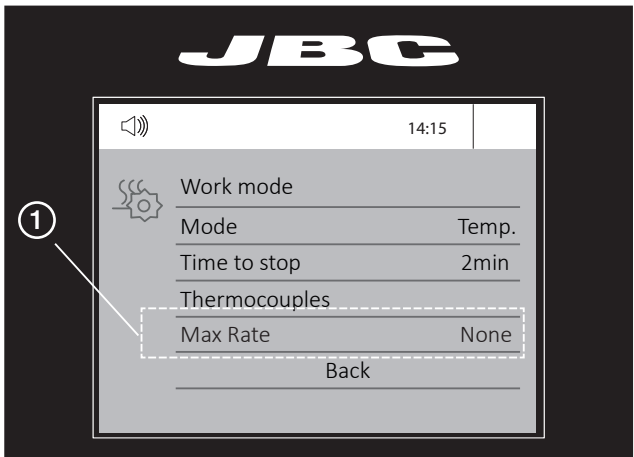 JBC
14:15
Work mode
Mode Temp.
Time to stop 2min
Thermocouples
Max Rate None
Back
1